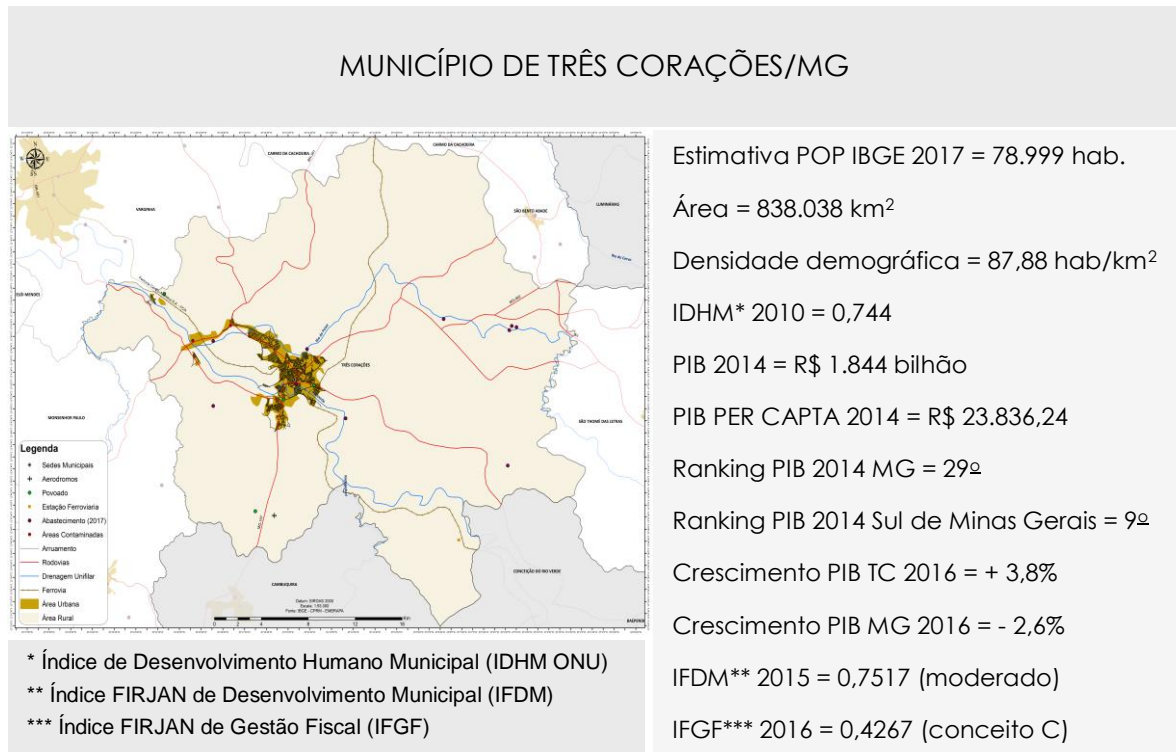 MUNICÍPIO DE TRÊS CORAÇÕES/MG
CARMO DA CACHOEIRA
CARMO DA CACHOEIRA
VARGINHA
SÃO BENTO ABADE
LUMINÁRIAS
ELÓI MENDES
TRÊS CORAÇÕES
MONSENHOR PAULO
SÃO THOMÉ DAS LETRAS
CAMBUQUIRA
CONCEIÇÃO DO RIO VERDE
Legenda
Sedes Municipais
Aerodromos
Povoado
Estação Ferroviaria
Abastecimento (2017)
Áreas Contaminadas
Arruamento
Rodovias
Drenagem Unifilar
Ferrovia
Área Urbana
Área Rural
Estimativa POP IBGE 2017 = 78.999 hab.
Área = 838.038 km²
Densidade demográfica = 87,88 hab/km²
IDHM* 2010 = 0,744
PIB 2014 = R$ 1.844 bilhão
PIB PER CAPTA 2014 = R$ 23.836,24
Ranking PIB 2014 MG = 29º
Ranking PIB 2014 Sul de Minas Gerais = 9º
Crescimento PIB TC 2016 = + 3,8%
Crescimento PIB MG 2016 = - 2,6%
IFDM** 2015 = 0,7517 (moderado)
IFGF*** 2016 = 0,4267 (conceito C)
* Índice de Desenvolvimento Humano Municipal (IDHM ONU)
** Índice FIRJAN de Desenvolvimento Municipal (IFDM)
*** Índice FIRJAN de Gestão Fiscal (IFGF)